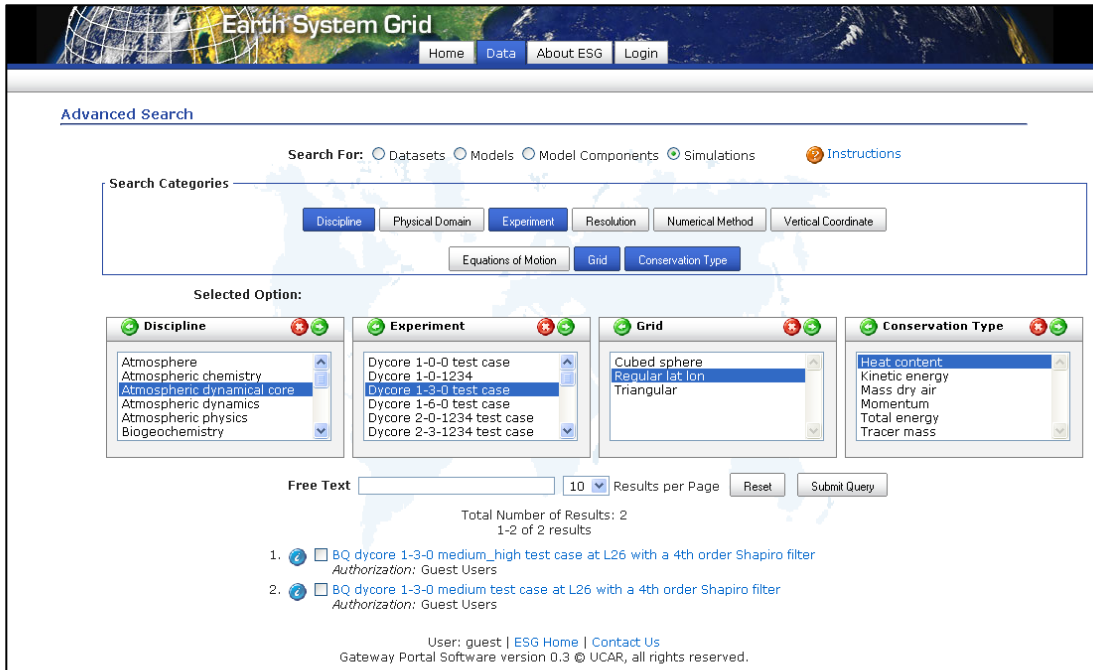 Earth System Grid
Home Data About ESG Login
Advanced Search
Search For: Datasets Models Model Components Simulations ? Instructions
Search Categories
Discipline Physical Domain Experiment Resolution Numerical Method Vertical Coordinate
Equations of Motion Grid Conservation Type
Selected Option:
Discipline
Atmosphere
Atmospheric chemistry
Atmospheric dynamical core
Atmospheric dynamics
Atmospheric physics
Biogeochemistry
Experiment
Dycore 1-0-0 test case
Dycore 1-0-1234
Dycore 1-3-0 test case
Dycore 1-6-0 test case
Dycore 2-0-1234 test case
Dycore 2-3-1234 test case
Grid
Cubed sphere
Regular lat lon
Triangular
Conservation Type
Heat content
Kinetic energy
Mass dry air
Momentum
Total energy
Tracer mass
Free Text 10 Results per Page Reset Submit Query
Total Number of Results: 2
1-2 of 2 results
1. i BQ dycore 1-3-0 medium_high test case at L26 with a 4th order Shapiro filter
Authorization: Guest Users
2. i BQ dycore 1-3-0 medium test case at L26 with a 4th order Shapiro filter
Authorization: Guest Users
User: guest | ESG Home | Contact Us
Gateway Portal Software version 0.3 © UCAR, all rights reserved.